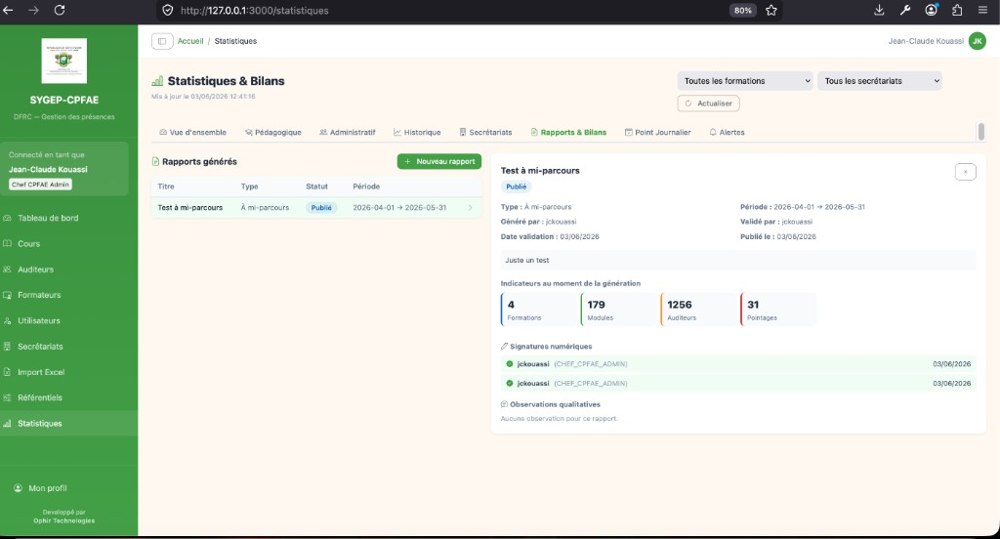 http://127.0.0.1:3000/statistiques
80%
SYGEP-CPFAE
DFRC — Gestion des présences
Connecté en tant que
Jean-Claude Kouassi
Chef CPFAE Admin
Tableau de bord
Cours
Auditeurs
Formateurs
Utilisateurs
Secrétariats
Import Excel
Référentiels
Statistiques
Mon profil
Développé par
Ophir Technologies
Accueil / Statistiques
Jean-Claude Kouassi JK
Statistiques & Bilans
Mis à jour le 03/06/2026 12:41:16
Toutes les formations
Tous les secrétariats
Actualiser
Vue d'ensemble
Pédagogique
Administratif
Historique
Secrétariats
Rapports & Bilans
Point Journalier
Alertes
Rapports générés
+ Nouveau rapport
Titre Type Statut Période
Test à mi-parcours À mi-parcours Publié 2026-04-01 → 2026-05-31
Test à mi-parcours
Publié
Type : À mi-parcours
Période : 2026-04-01 → 2026-05-31
Généré par : jckouassi
Validé par : jckouassi
Date validation : 03/06/2026
Publié le : 03/06/2026
Juste un test
Indicateurs au moment de la génération
4
Formations
179
Modules
1256
Auditeurs
31
Pointages
Signatures numériques
jckouassi (CHEF_CPFAE_ADMIN) 03/06/2026
jckouassi (CHEF_CPFAE_ADMIN) 03/06/2026
Observations qualitatives
Aucune observation pour ce rapport.